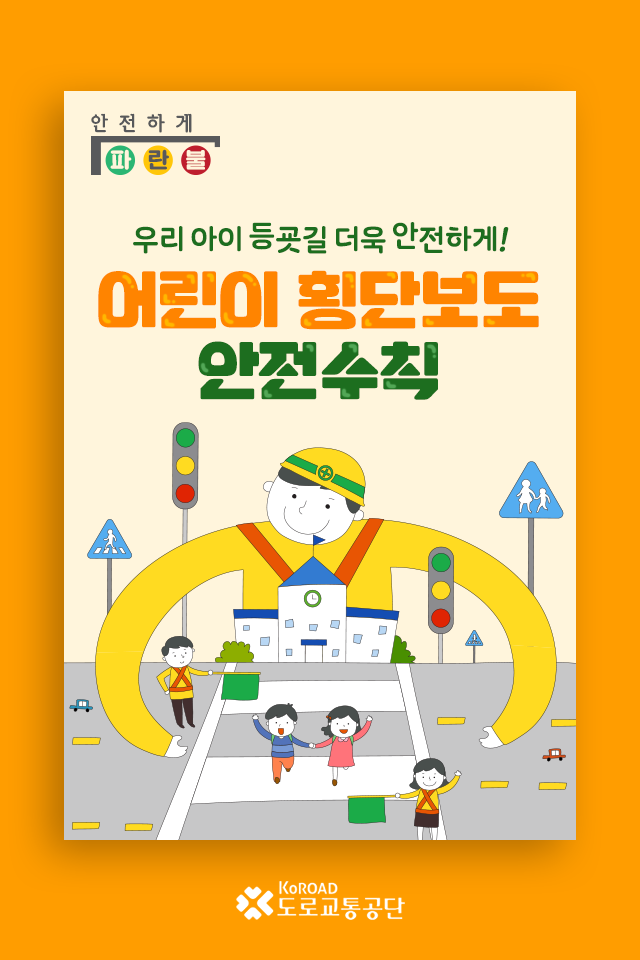 안전하게
파란불
우리 아이 등굣길 더욱 안전하게!
어린이 횡단보도
안전수칙
KoROAD
도로교통공단